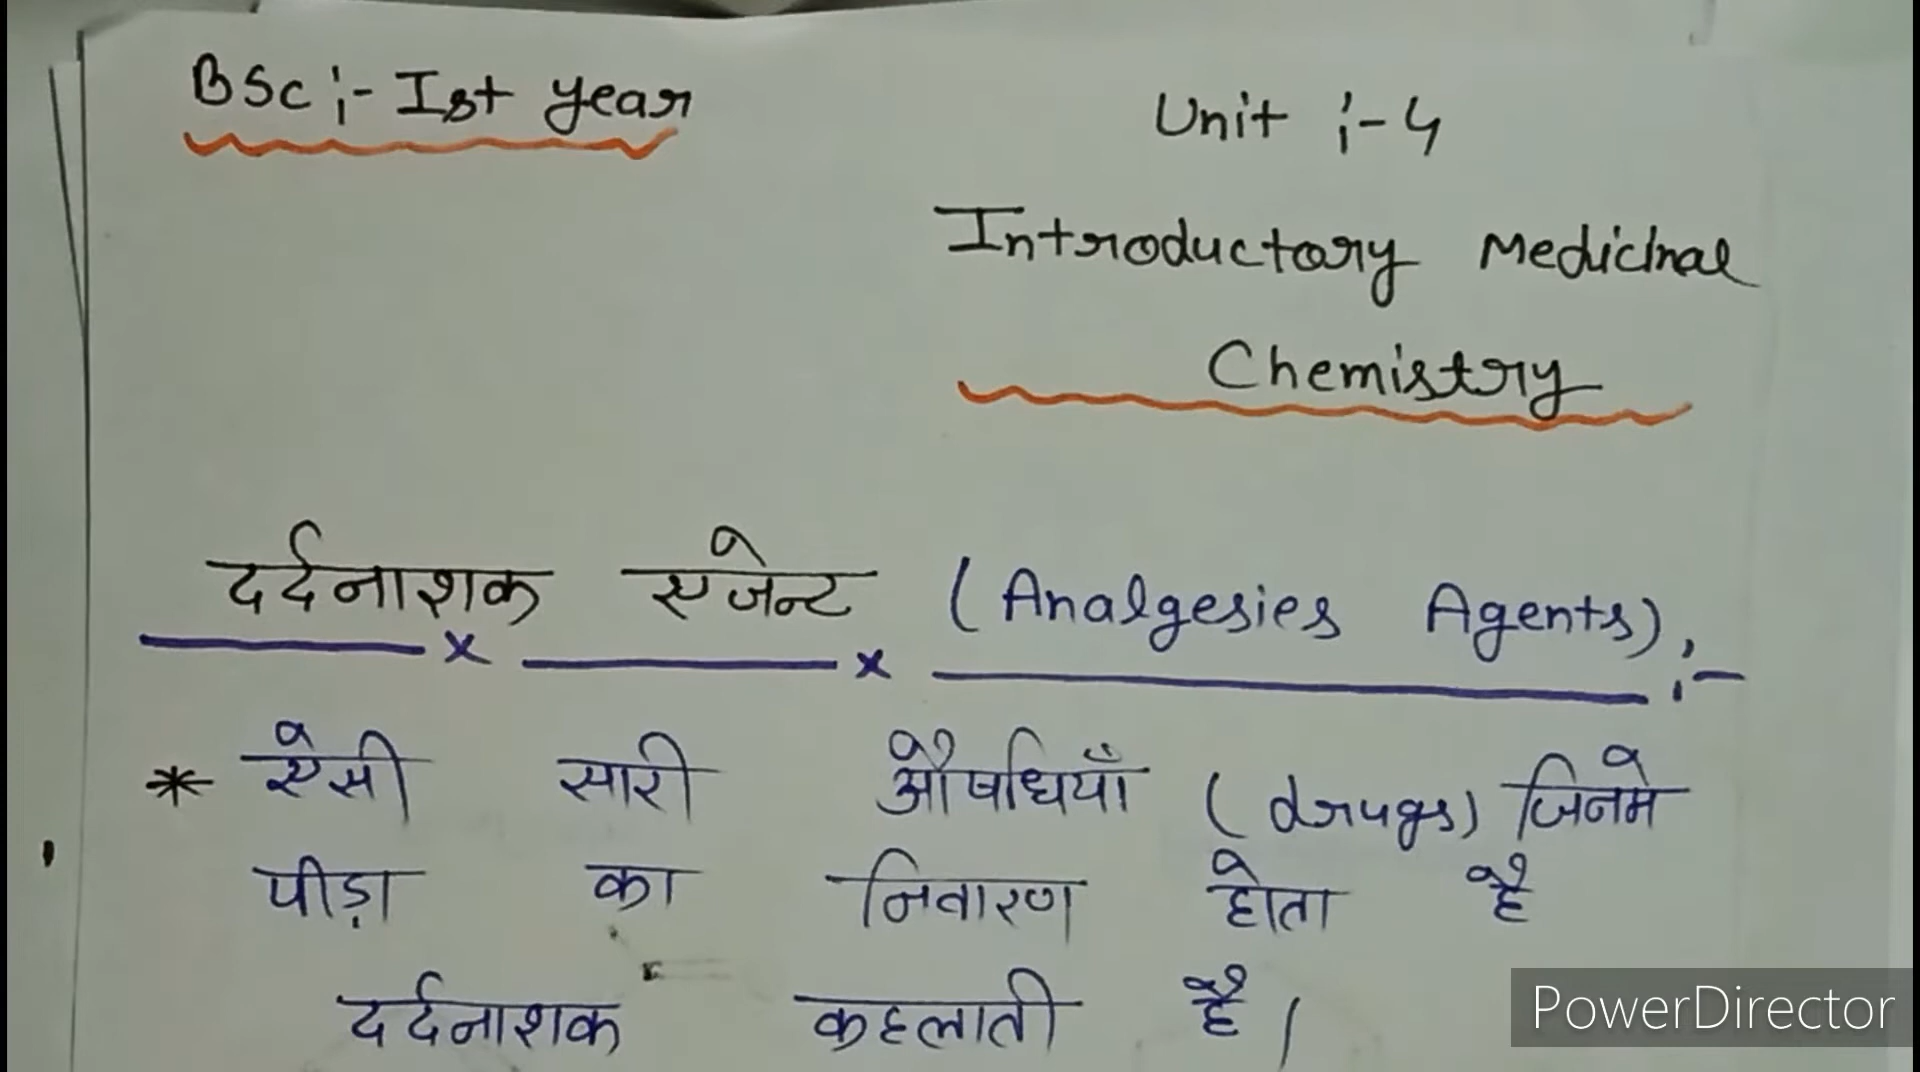 BSc :- Ist year
Unit :- 4
Introductory Medicinal
Chemistry
दर्दनाशक एजेन्ट (Analgesies Agents) :-
* ऐसी सारी औषधियाँ (drugs) जिनमे
पीड़ा का निवारण होता है
दर्दनाशक कहलाती है।
PowerDirector